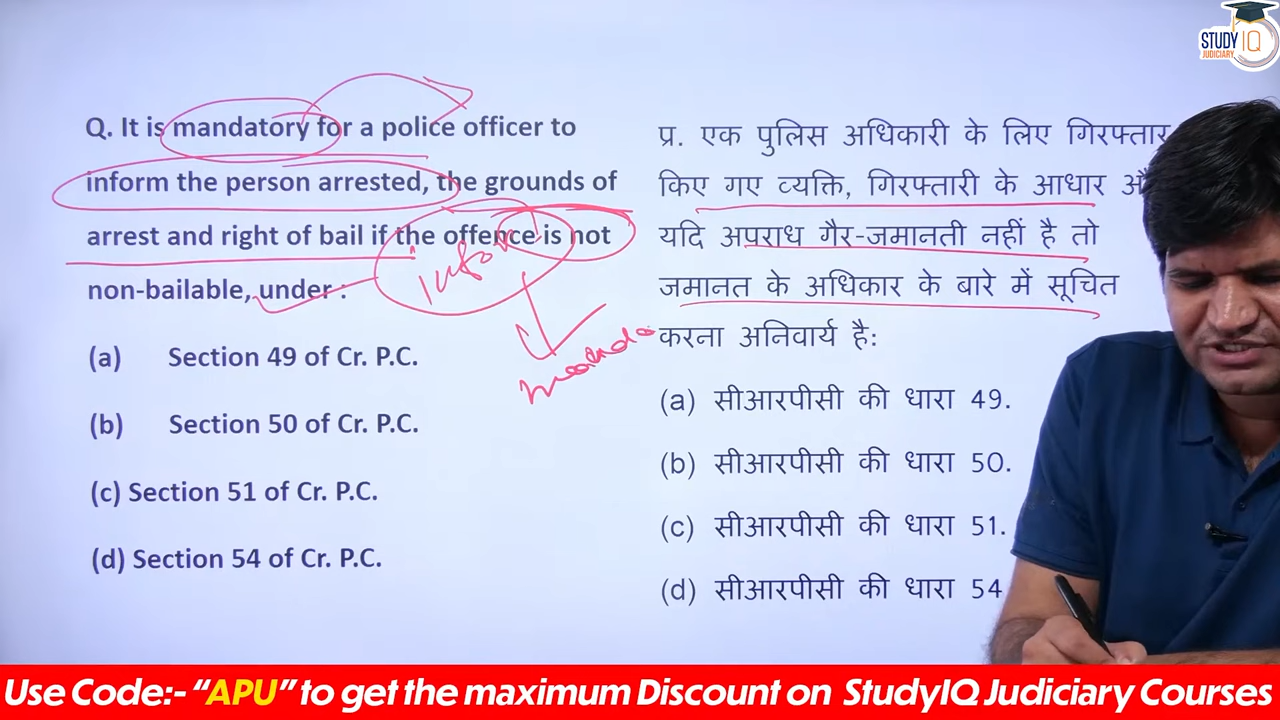 STUDY IQ
JUDICIARY
Q. It is mandatory for a police officer to
inform the person arrested, the grounds of
arrest and right of bail if the offence is not
non-bailable, under :
(a) Section 49 of Cr. P.C.
(b) Section 50 of Cr. P.C.
(c) Section 51 of Cr. P.C.
(d) Section 54 of Cr. P.C.
प्र. एक पुलिस अधिकारी के लिए गिरफ्तार
किए गए व्यक्ति, गिरफ्तारी के आधार
यदि अपराध गैर-जमानती नहीं है तो
जमानत के अधिकार के बारे में सूचित
करना अनिवार्य है:
(a) सीआरपीसी की धारा 49.
(b) सीआरपीसी की धारा 50.
(c) सीआरपीसी की धारा 51.
(d) सीआरपीसी की धारा 54
Use Code:- “APU” to get the maximum Discount on StudyIQ Judiciary Courses